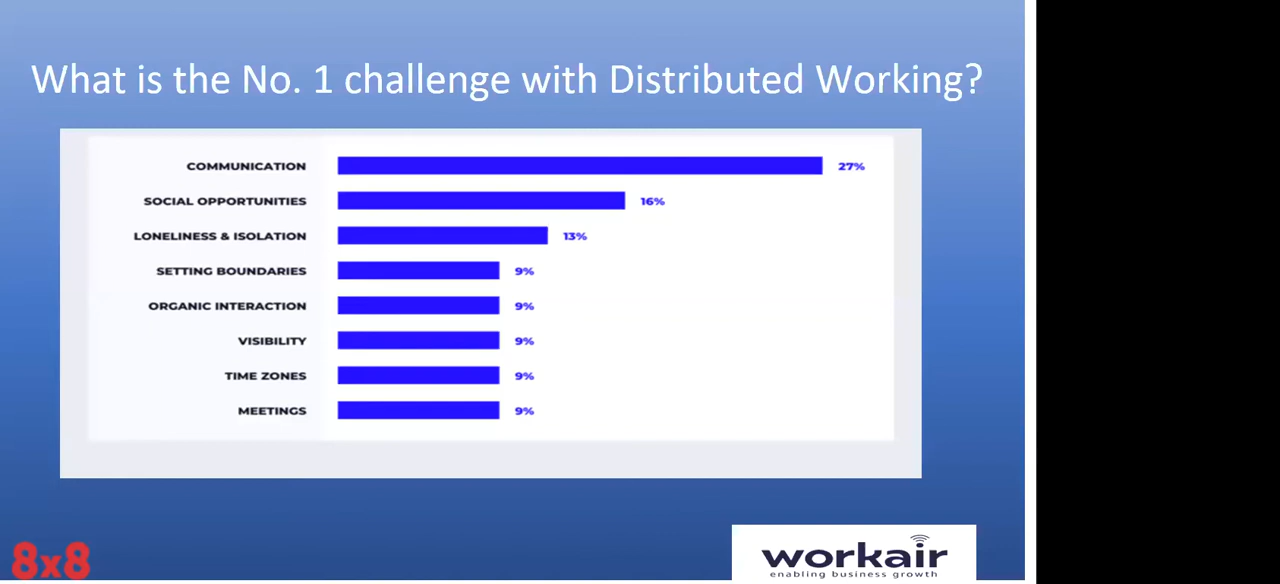 What is the No. 1 challenge with Distributed Working?
COMMUNICATION 27%
SOCIAL OPPORTUNITIES 16%
LONELINESS & ISOLATION 13%
SETTING BOUNDARIES 9%
ORGANIC INTERACTION 9%
VISIBILITY 9%
TIME ZONES 9%
MEETINGS 9%
8x8
workair
enabling business growth